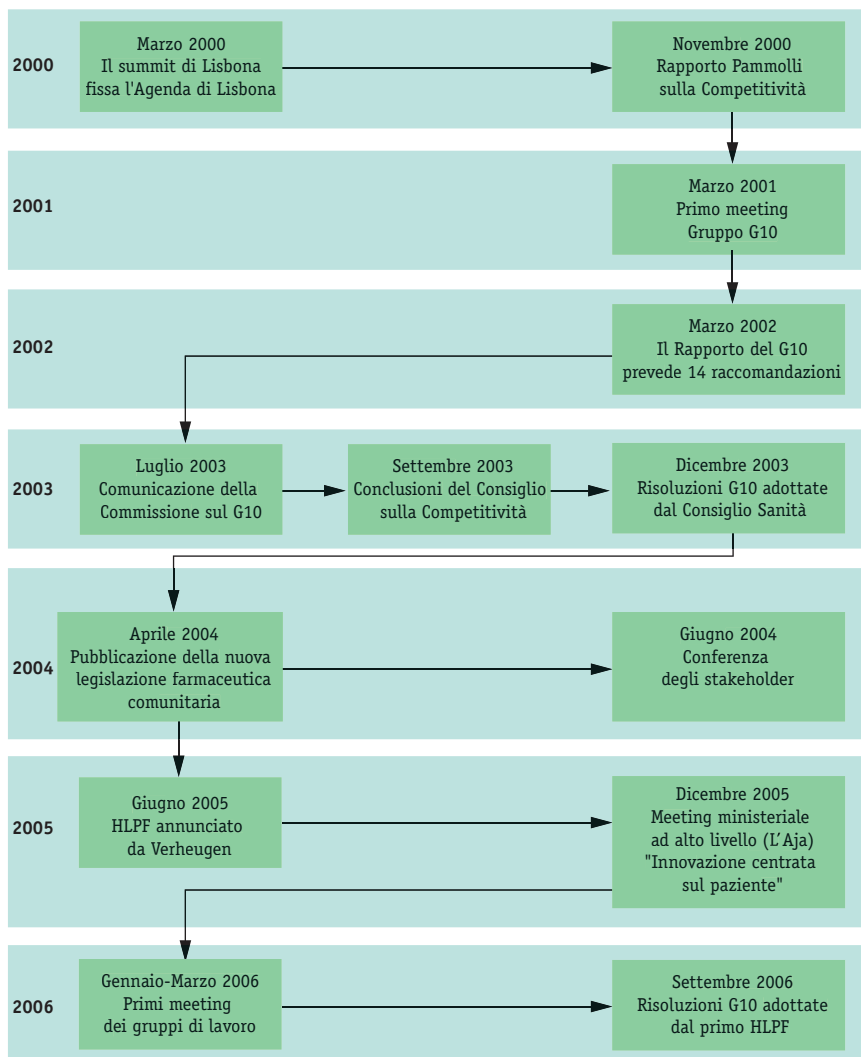 2000
Marzo 2000
Il summit di Lisbona
fissa l'Agenda di Lisbona
Novembre 2000
Rapporto Pammolli
sulla Competitività
2001
Marzo 2001
Primo meeting
Gruppo G10
2002
Marzo 2002
Il Rapporto del G10
prevede 14 raccomandazioni
2003
Luglio 2003
Comunicazione della
Commissione sul G10
Settembre 2003
Conclusioni del Consiglio
sulla Competitività
Dicembre 2003
Risoluzioni G10 adottate
dal Consiglio Sanità
2004
Aprile 2004
Pubblicazione della nuova
legislazione farmaceutica
comunitaria
Giugno 2004
Conferenza
degli stakeholder
2005
Giugno 2005
HLPF annunciato
da Verheugen
Dicembre 2005
Meeting ministeriale
ad alto livello (L'Aja)
"Innovazione centrata
sul paziente"
2006
Gennaio-Marzo 2006
Primi meeting
dei gruppi di lavoro
Settembre 2006
Risoluzioni G10 adottate
dal primo HLPF